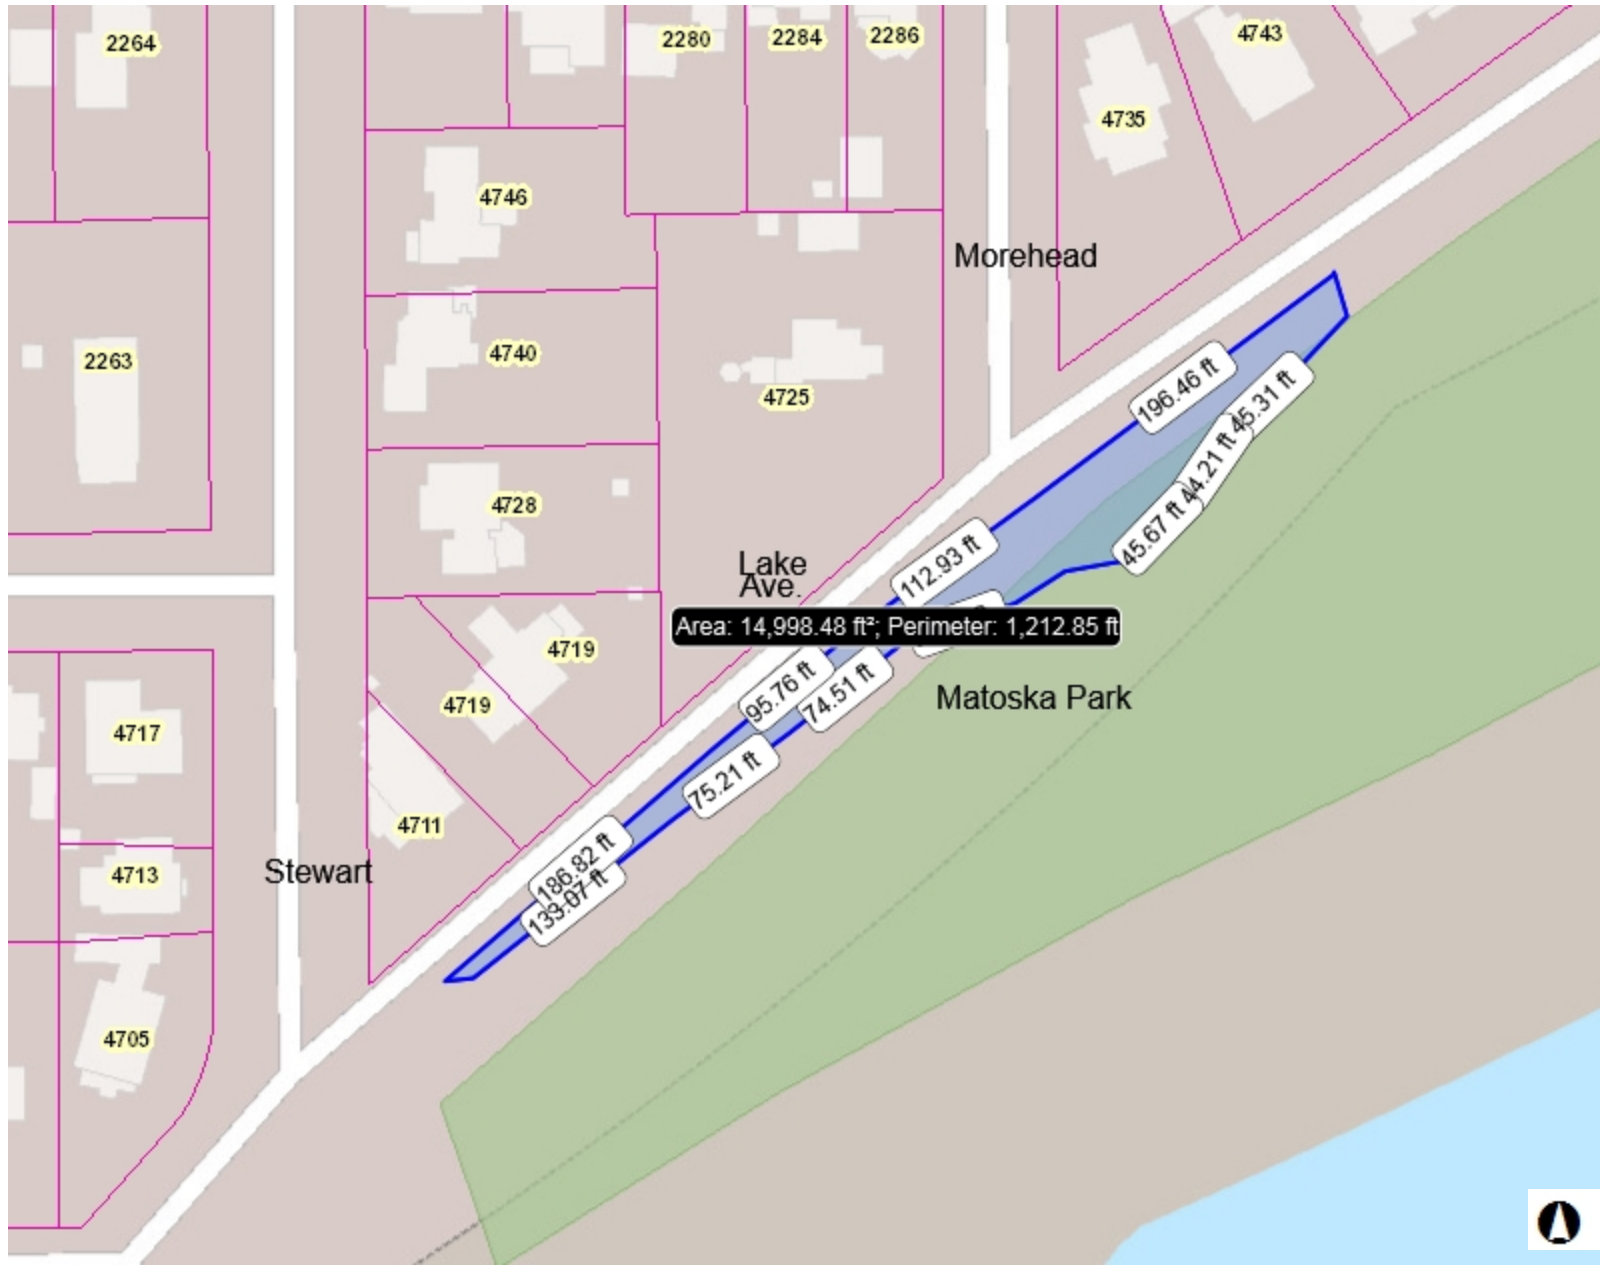 2264
2280
2284
2286
4743
4735
4746
Morehead
2263
4740
4725
196.46 ft
45.31 ft
44.21 ft
45.67 ft
4728
112.93 ft
Lake
Ave.
Area: 14,998.48 ft²; Perimeter: 1,212.85 ft
4719
4719
95.76 ft
74.51 ft
Matoska Park
4717
75.21 ft
4711
186.82 ft
133.07 ft
4713
Stewart
4705